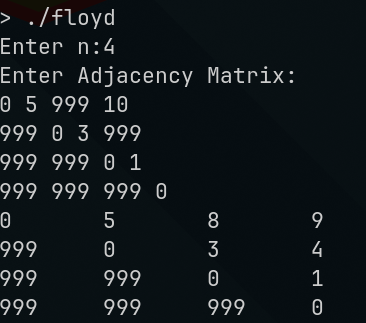 > ./floyd
Enter n:4
Enter Adjacency Matrix:
0 5 999 10
999 0 3 999
999 999 0 1
999 999 999 0
0 5 8 9
999 0 3 4
999 999 0 1
999 999 999 0